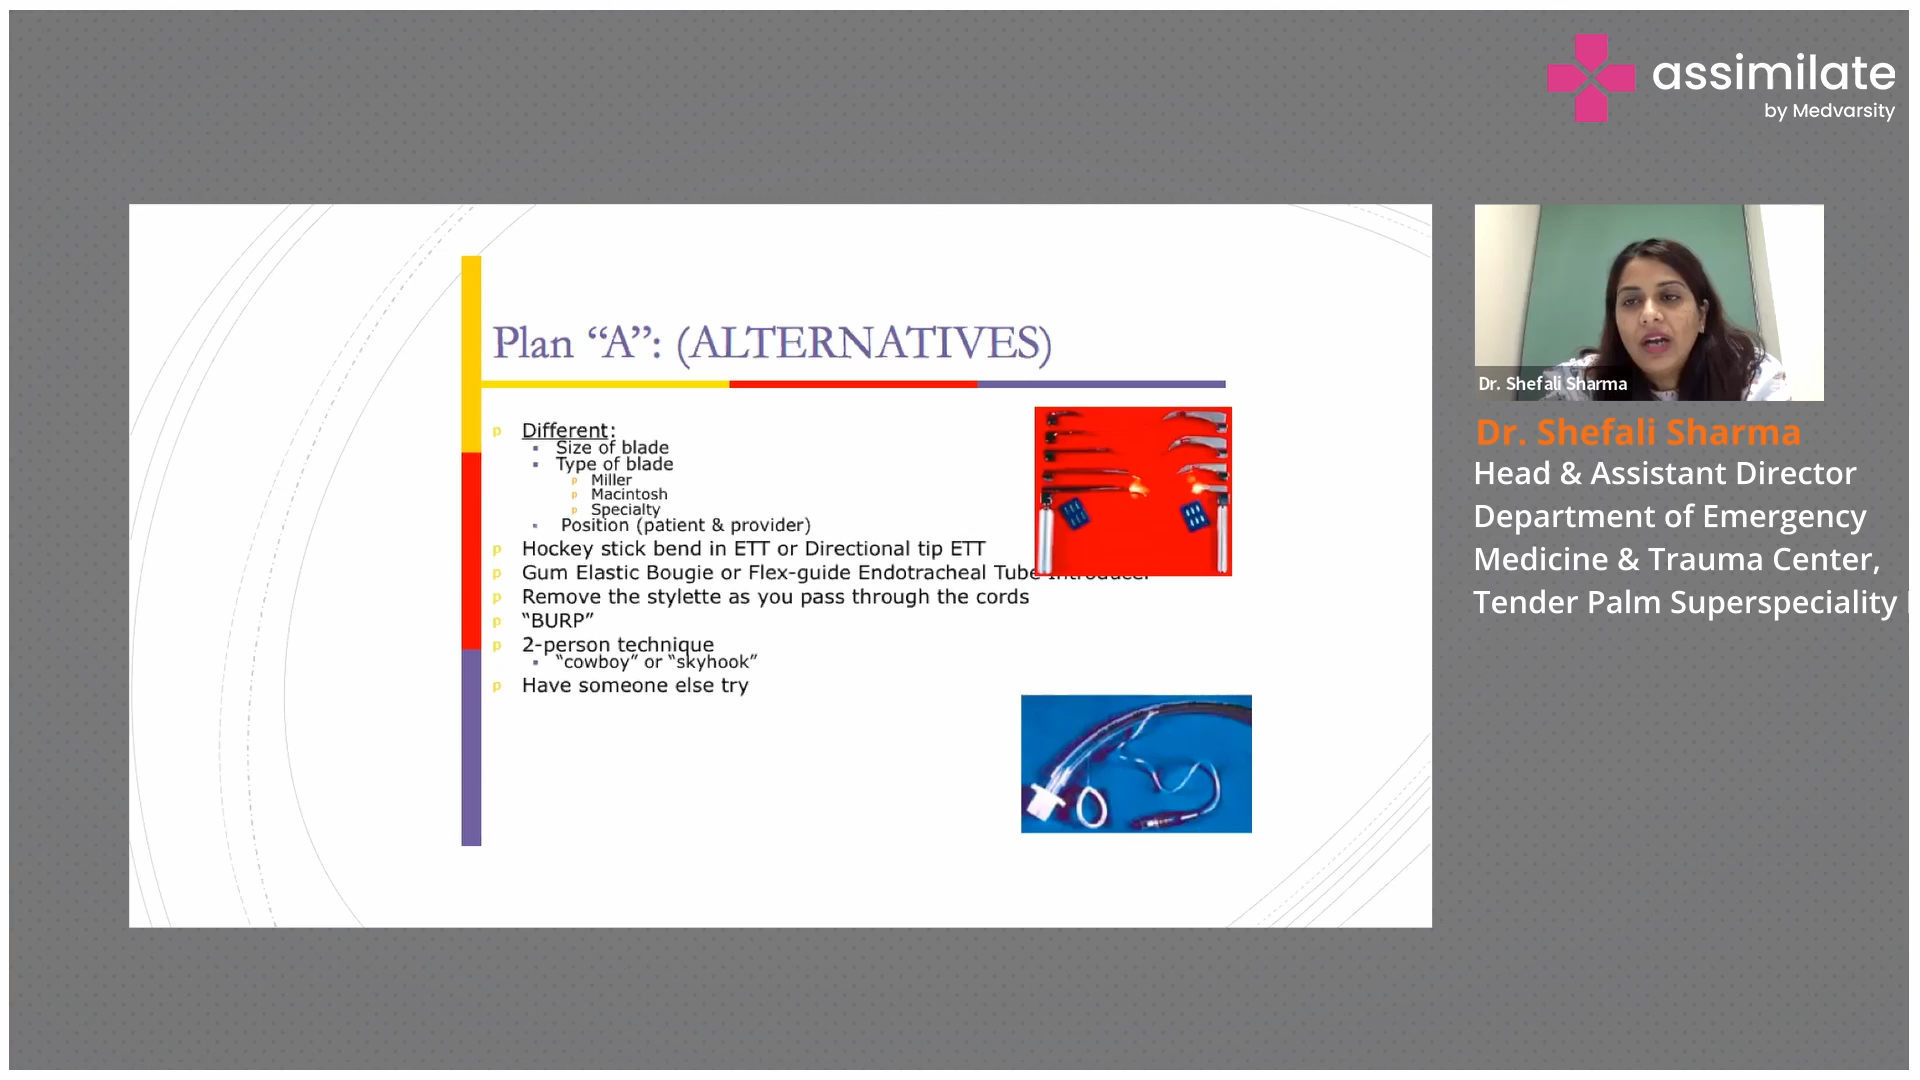 assimilate
by Medvarsity
Plan “A”: (ALTERNATIVES)
p Different:
▪ Size of blade
▪ Type of blade
p Miller
p Macintosh
p Specialty
▪ Position (patient & provider)
p Hockey stick bend in ETT or Directional tip ETT
p Gum Elastic Bougie or Flex-guide Endotracheal Tube Introducer
p Remove the stylette as you pass through the cords
p “BURP”
p 2-person technique
▪ “cowboy” or “skyhook”
p Have someone else try
Dr. Shefali Sharma
Dr. Shefali Sharma
Head & Assistant Director
Department of Emergency
Medicine & Trauma Center,
Tender Palm Superspeciality